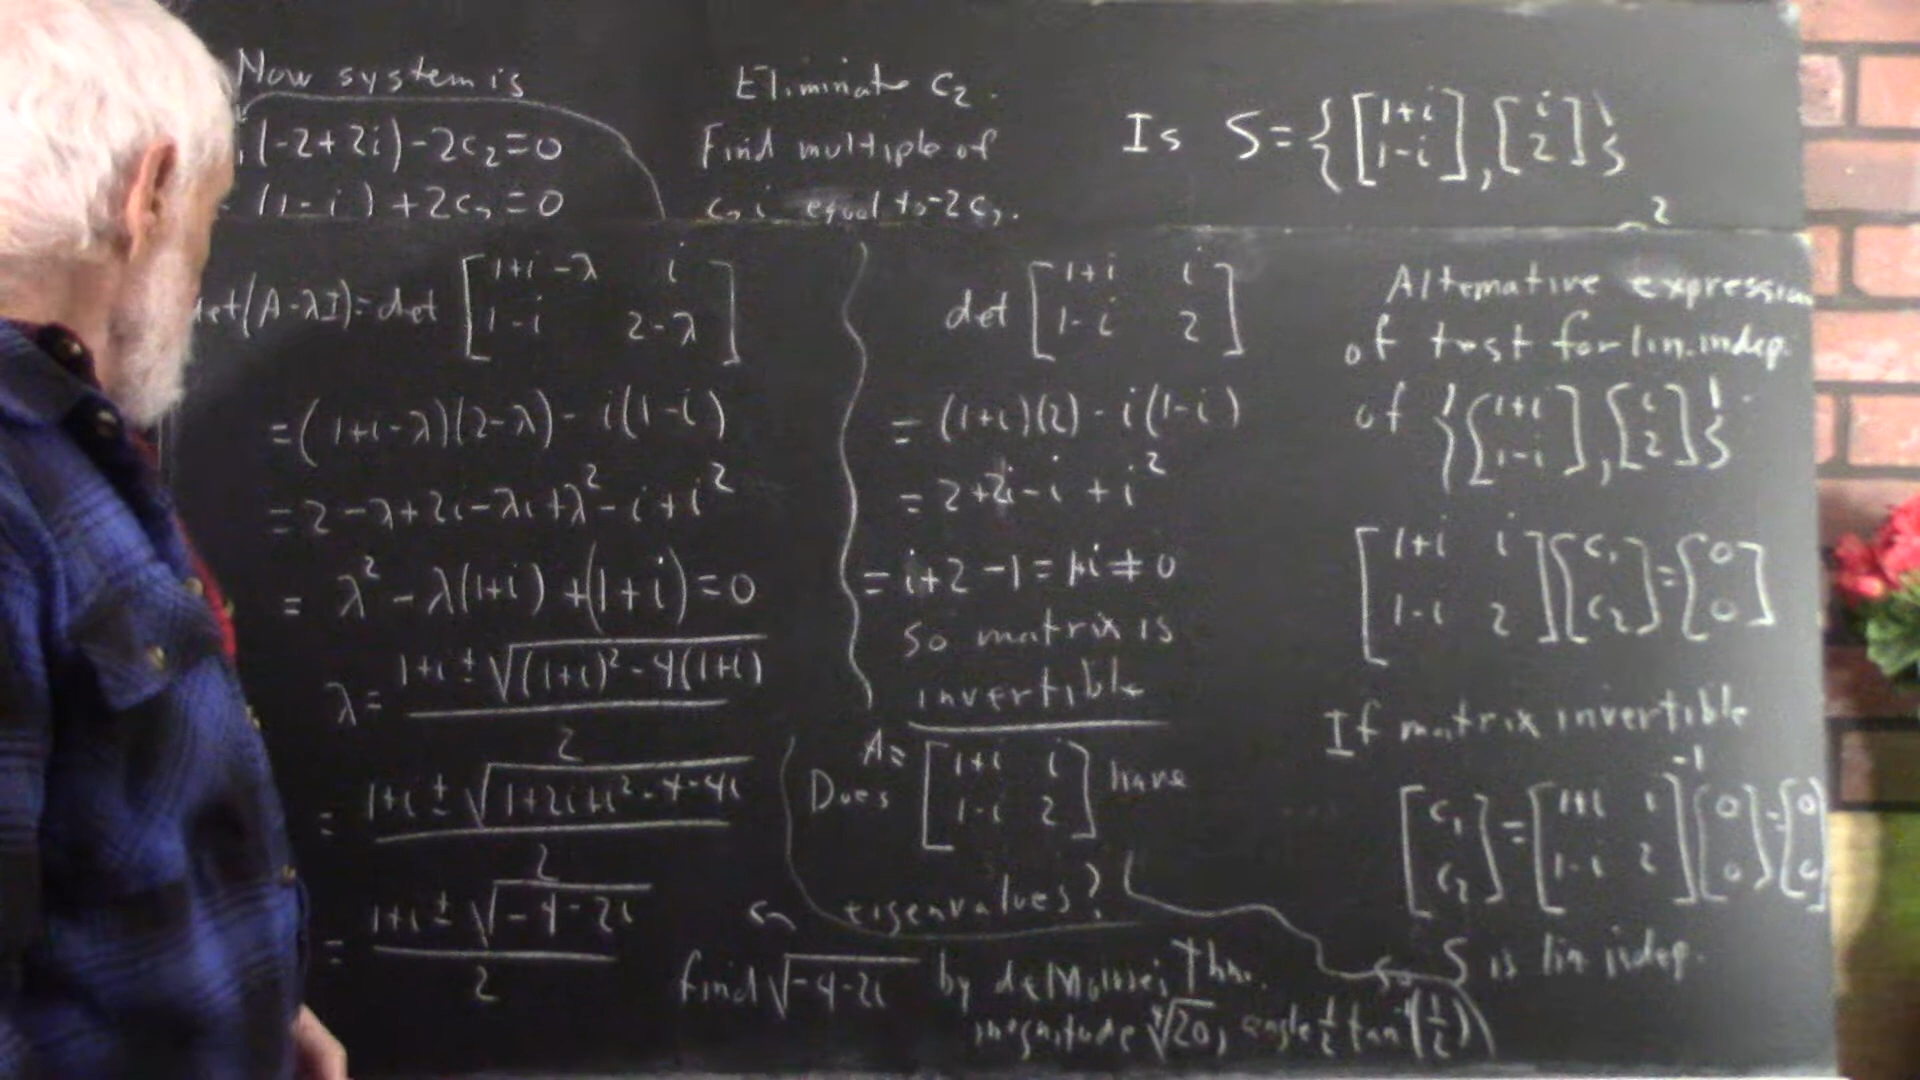 Now system is
(-2+2i)-2c₂=0
(1-i)+2c₂=0
Eliminate c₂.
Find multiple of
c₂i equal to -2c₂.
Is S={[1+i 1-i],[i 2]}
2
det(A-λI)=det [1+i-λ i
1-i 2-λ]
=(1+i-λ)(2-λ)-i(1-i)
=2-λ+2i-λi+λ²-i+i²
= λ²-λ(1+i)+(1+i)=0
λ= 1+i±√(1+i)²-4(1+i)
2
= 1+i±√1+2i+i²-4-4i
2
= 1+i±√-4-2i
2
det [1+i i
1-i 2]
=(1+i)(2)-i(1-i)
=2+2i-i+i²
=i+2-1=1+i≠0
so matrix is
invertible
A=
Does [1+i i
1-i 2] have
eigenvalues?
find √-4-2i by Thm.
magnitude ⁴√20, angle ½ tan⁻¹(½)
Alternative expression
of test for lin. indep.
of {[1+i 1-i],[i 2]}.
[1+i i
1-i 2][c₁ c₂]=[0 0]
If matrix invertible
[c₁ c₂]=[1+i i
1-i 2]⁻¹[0 0]=[0 0]
so S is lin indep.